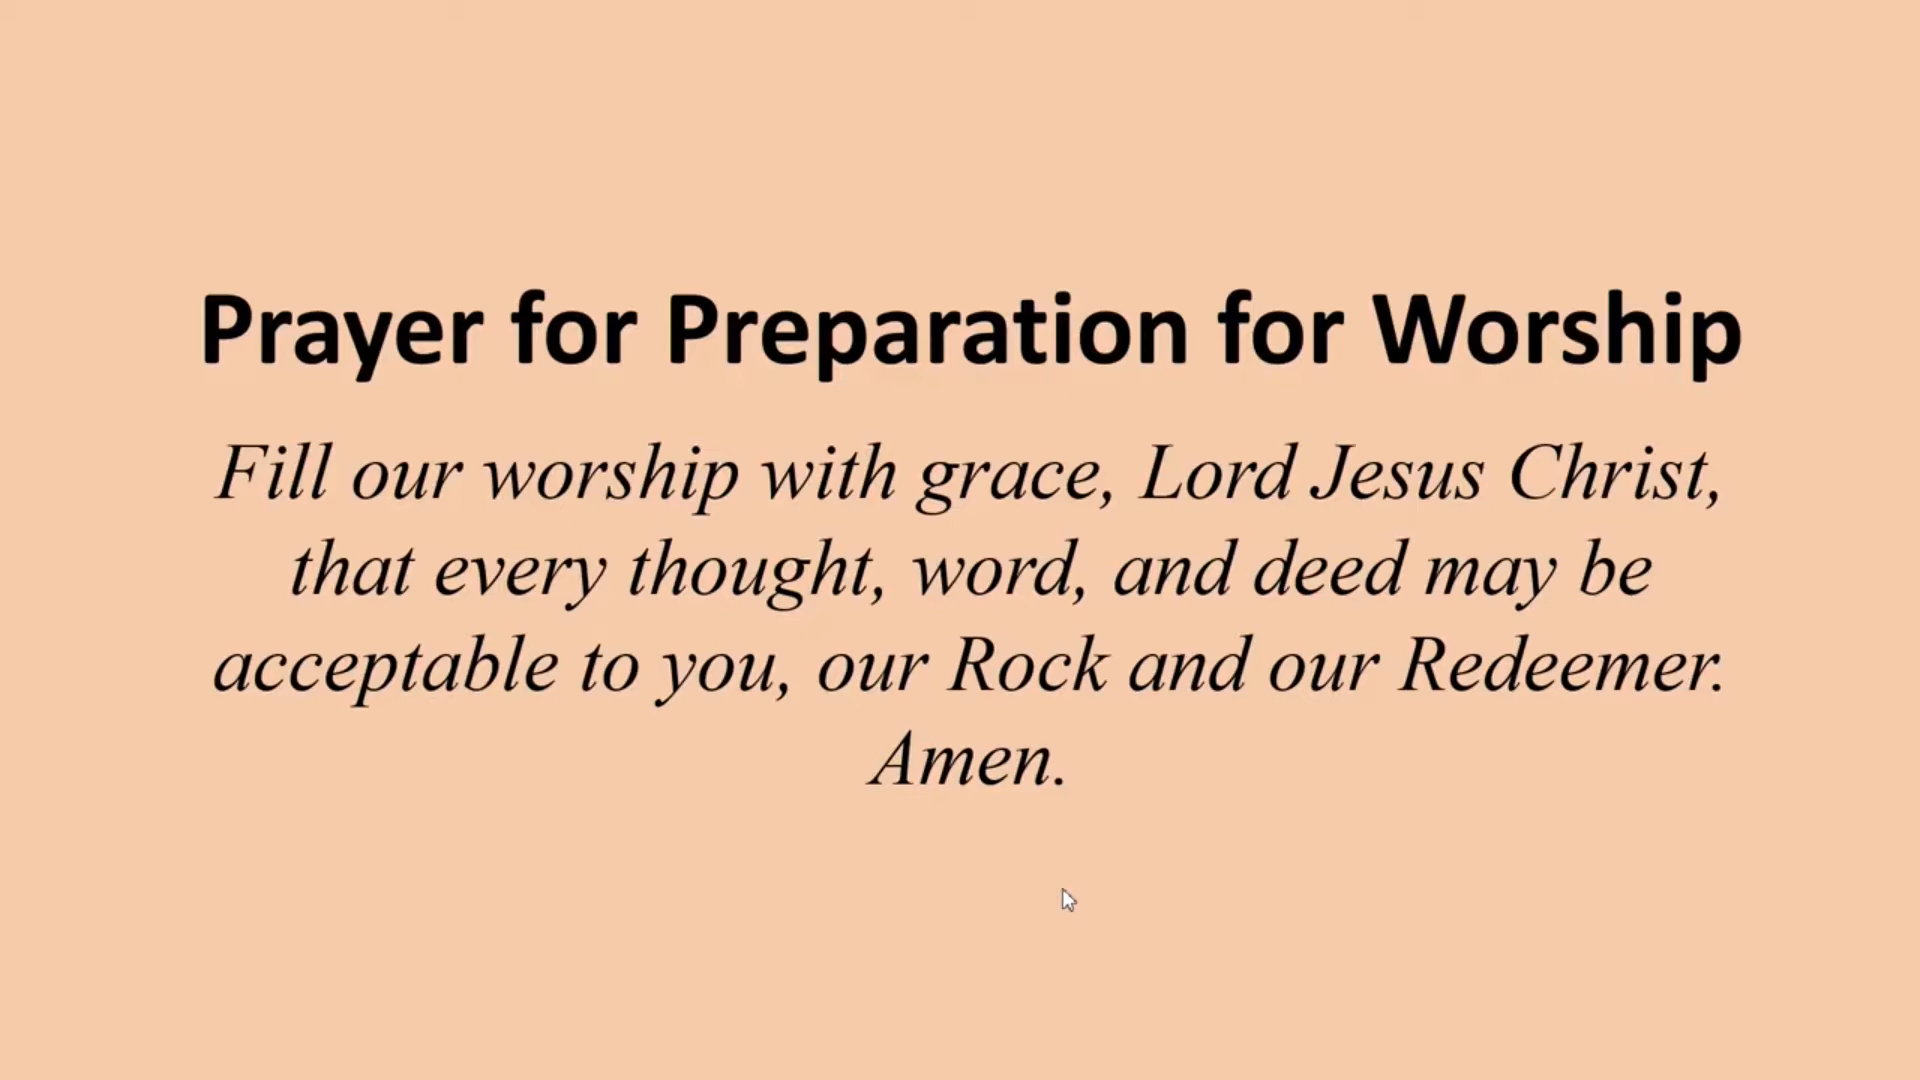 Prayer for Preparation for Worship
Fill our worship with grace, Lord Jesus Christ,
that every thought, word, and deed may be
acceptable to you, our Rock and our Redeemer.
Amen.